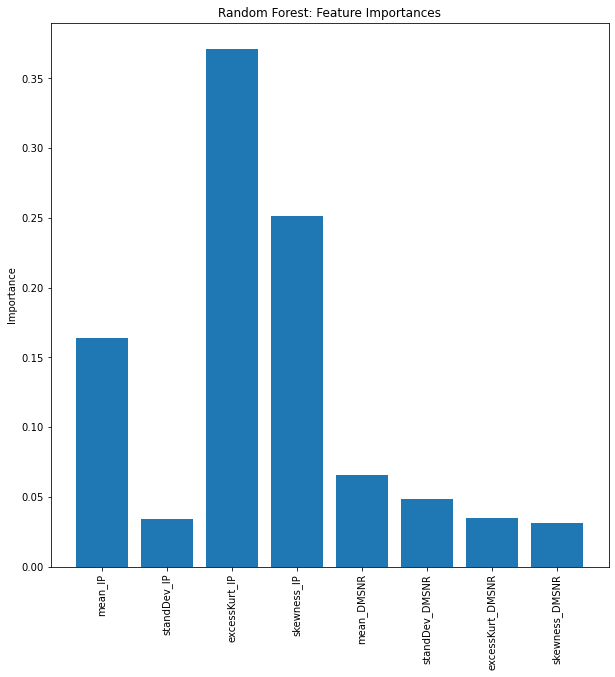 Random Forest: Feature Importances
Importance
0.35
0.30
0.25
0.20
0.15
0.10
0.05
0.00
mean_IP
standDev_IP
excessKurt_IP
skewness_IP
mean_DMSNR
standDev_DMSNR
excessKurt_DMSNR
skewness_DMSNR